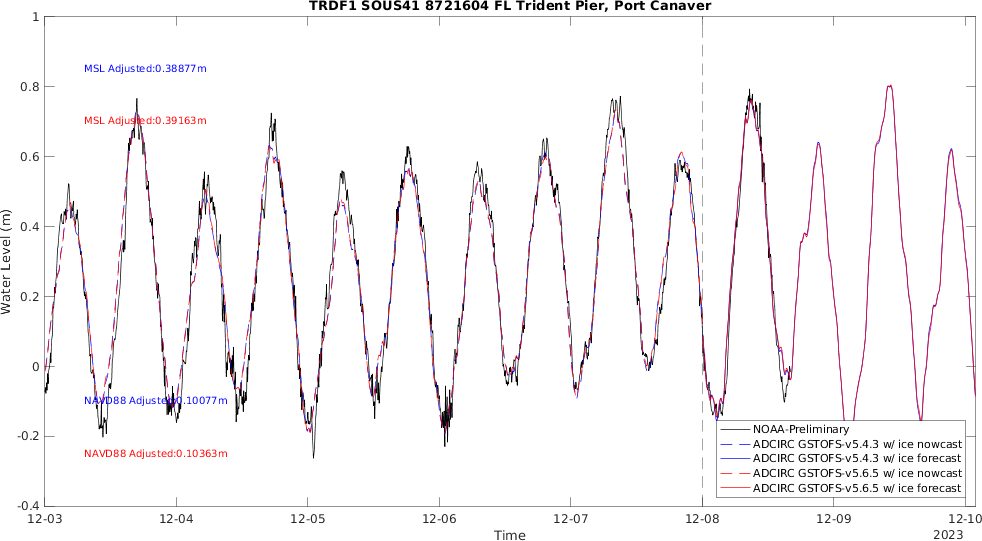 TRDF1 SOUS41 8721604 FL Trident Pier, Port Canaver
Water Level (m)
1
0.8
0.6
0.4
0.2
0
-0.2
-0.4
MSL Adjusted:0.38877m
MSL Adjusted:0.39163m
NAVD88 Adjusted:0.10077m
NAVD88 Adjusted:0.10363m
NOAA-Preliminary
ADCIRC GSTOFS-v5.4.3 w/ ice nowcast
ADCIRC GSTOFS-v5.4.3 w/ ice forecast
ADCIRC GSTOFS-v5.6.5 w/ ice nowcast
ADCIRC GSTOFS-v5.6.5 w/ ice forecast
12-03 12-04 12-05 12-06 12-07 12-08 12-09 12-10
Time
2023